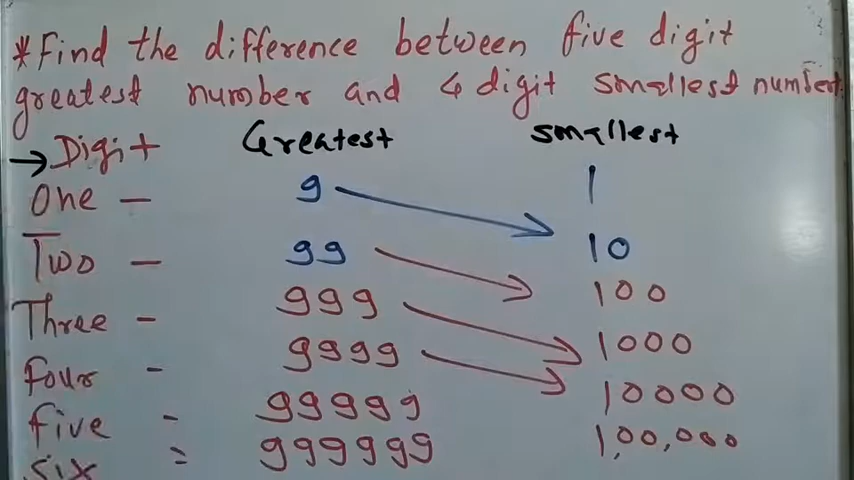 *Find the difference between five digit
greatest number and 4 digit smallest number.
→ Digit Greatest smallest
One - 9 1
Two - 99 10
Three - 999 100
Four - 9999 1000
five - 99999 10000
six = 999999 1,00,000